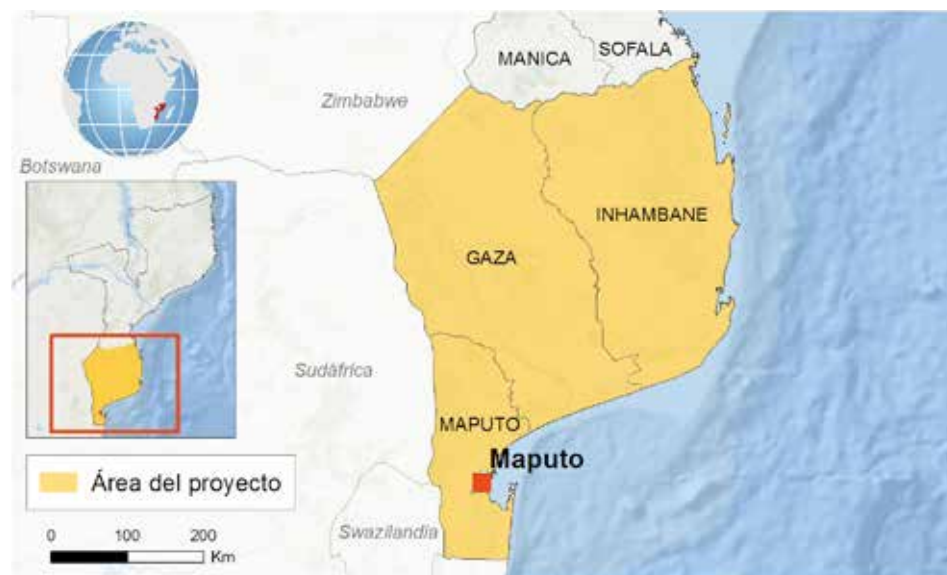 SOFALA
MANICA
Zimbabwe
Botswana
INHAMBANE
GAZA
Sudáfrica
MAPUTO
Maputo
Área del proyecto
Swazilandia
0 100 200
Km